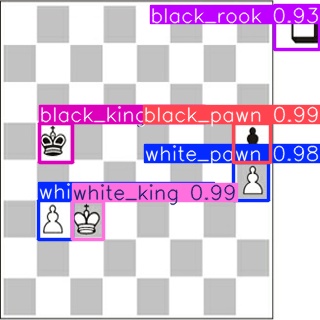 black_rook 0.93
black_king
black_pawn 0.99
white_pawn 0.98
whi
white_king 0.99